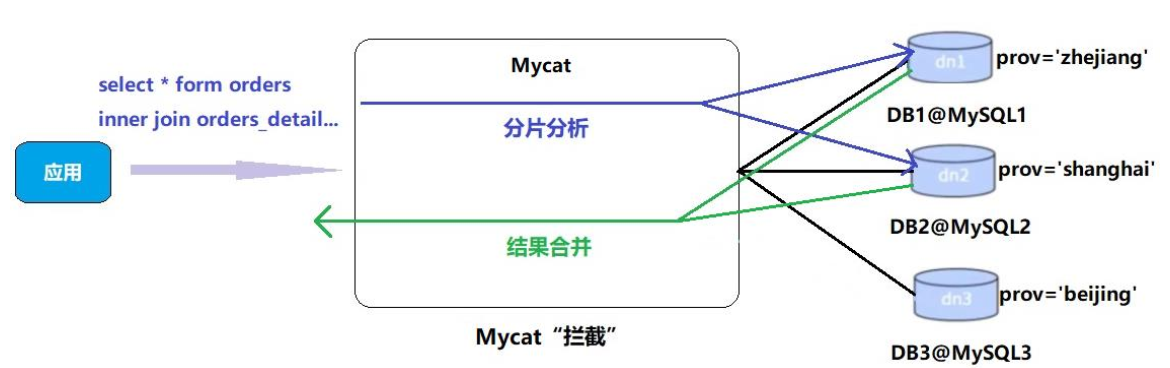 Mycat
select * form orders
inner join orders_detail...
应用
分片分析
结果合并
Mycat“拦截”
dn1
prov='zhejiang'
DB1@MySQL1
dn2
prov='shanghai'
DB2@MySQL2
dn3
prov='beijing'
DB3@MySQL3